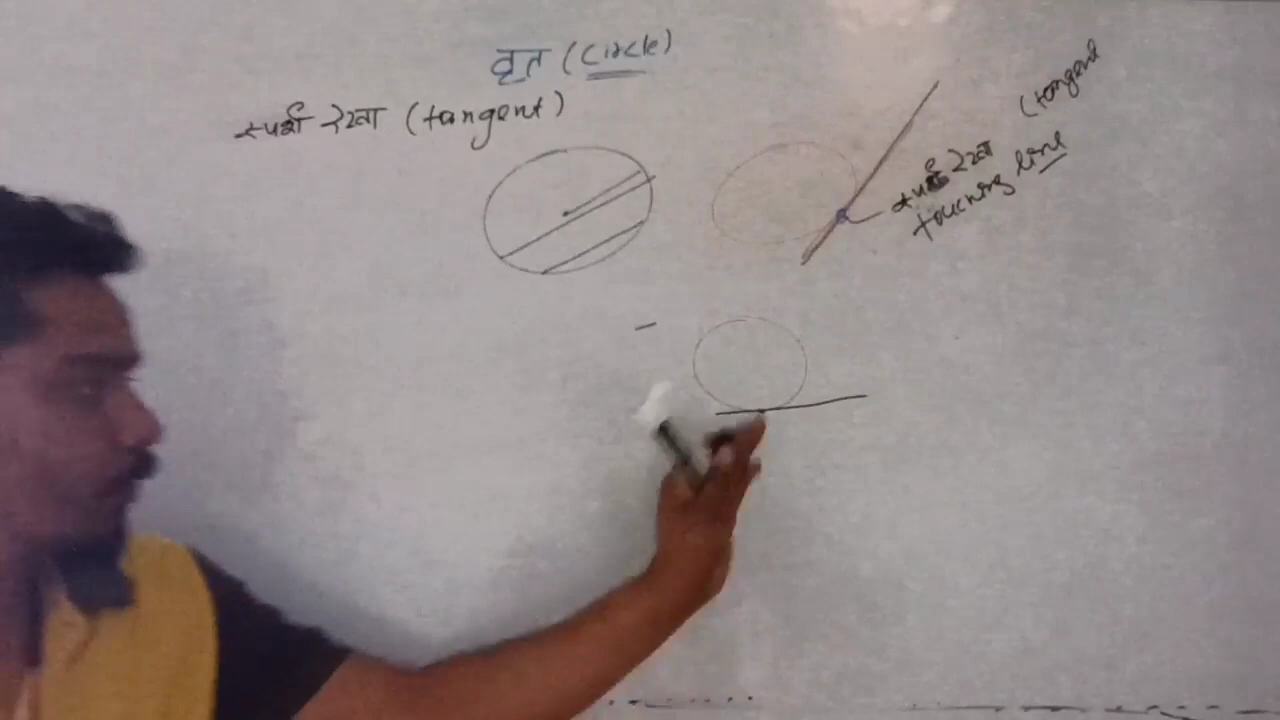 वृत (Circle)
स्पर्श रेखा (tangent)
स्पर्श रेखा (tangent
touching line